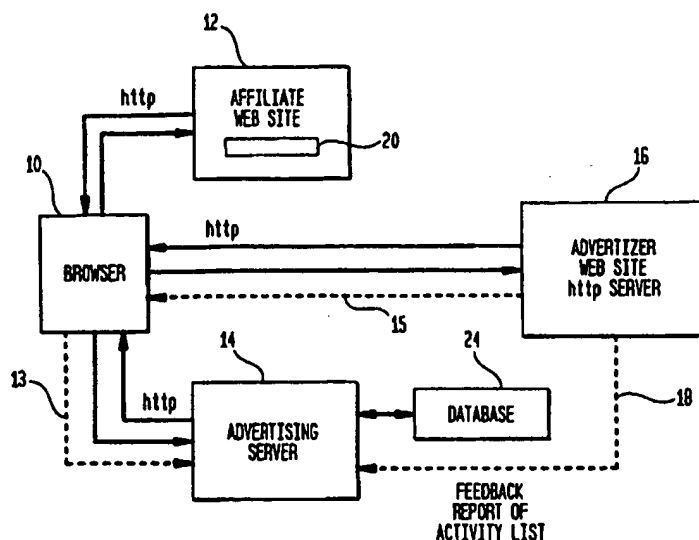 12
http
AFFILIATE
WEB SITE
20
10
16
http
BROWSER
ADVERTIZER
WEB SITE
http SERVER
15
14
24
13
http
DATABASE
18
ADVERTISING
SERVER
FEEDBACK
REPORT OF
ACTIVITY LIST